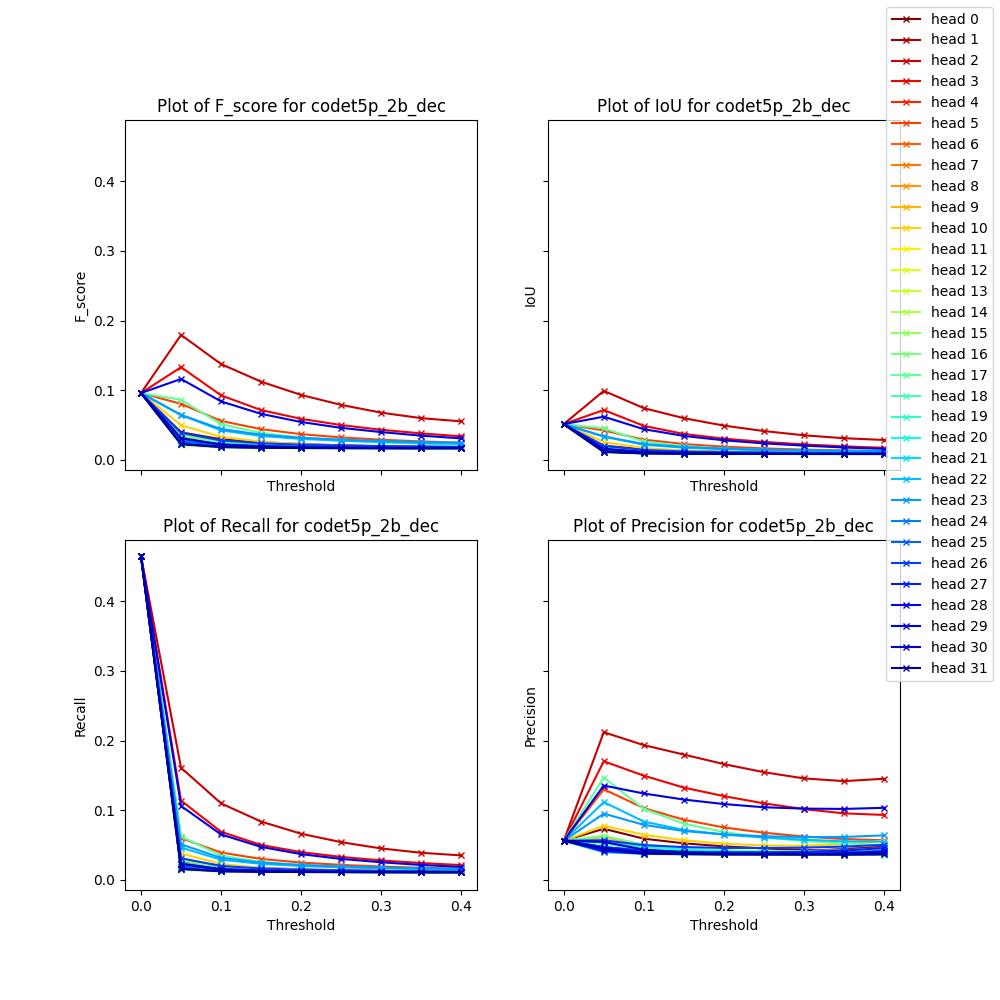 Plot of F_score for codet5p_2b_dec
F_score
0.4
0.3
0.2
0.1
0.0
Threshold
Plot of IoU for codet5p_2b_dec
IoU
Threshold
Plot of Recall for codet5p_2b_dec
Recall
0.4
0.3
0.2
0.1
0.0
0.0 0.1 0.2 0.3 0.4
Threshold
Plot of Precision for codet5p_2b_dec
Precision
0.0 0.1 0.2 0.3 0.4
Threshold
head 0
head 1
head 2
head 3
head 4
head 5
head 6
head 7
head 8
head 9
head 10
head 11
head 12
head 13
head 14
head 15
head 16
head 17
head 18
head 19
head 20
head 21
head 22
head 23
head 24
head 25
head 26
head 27
head 28
head 29
head 30
head 31